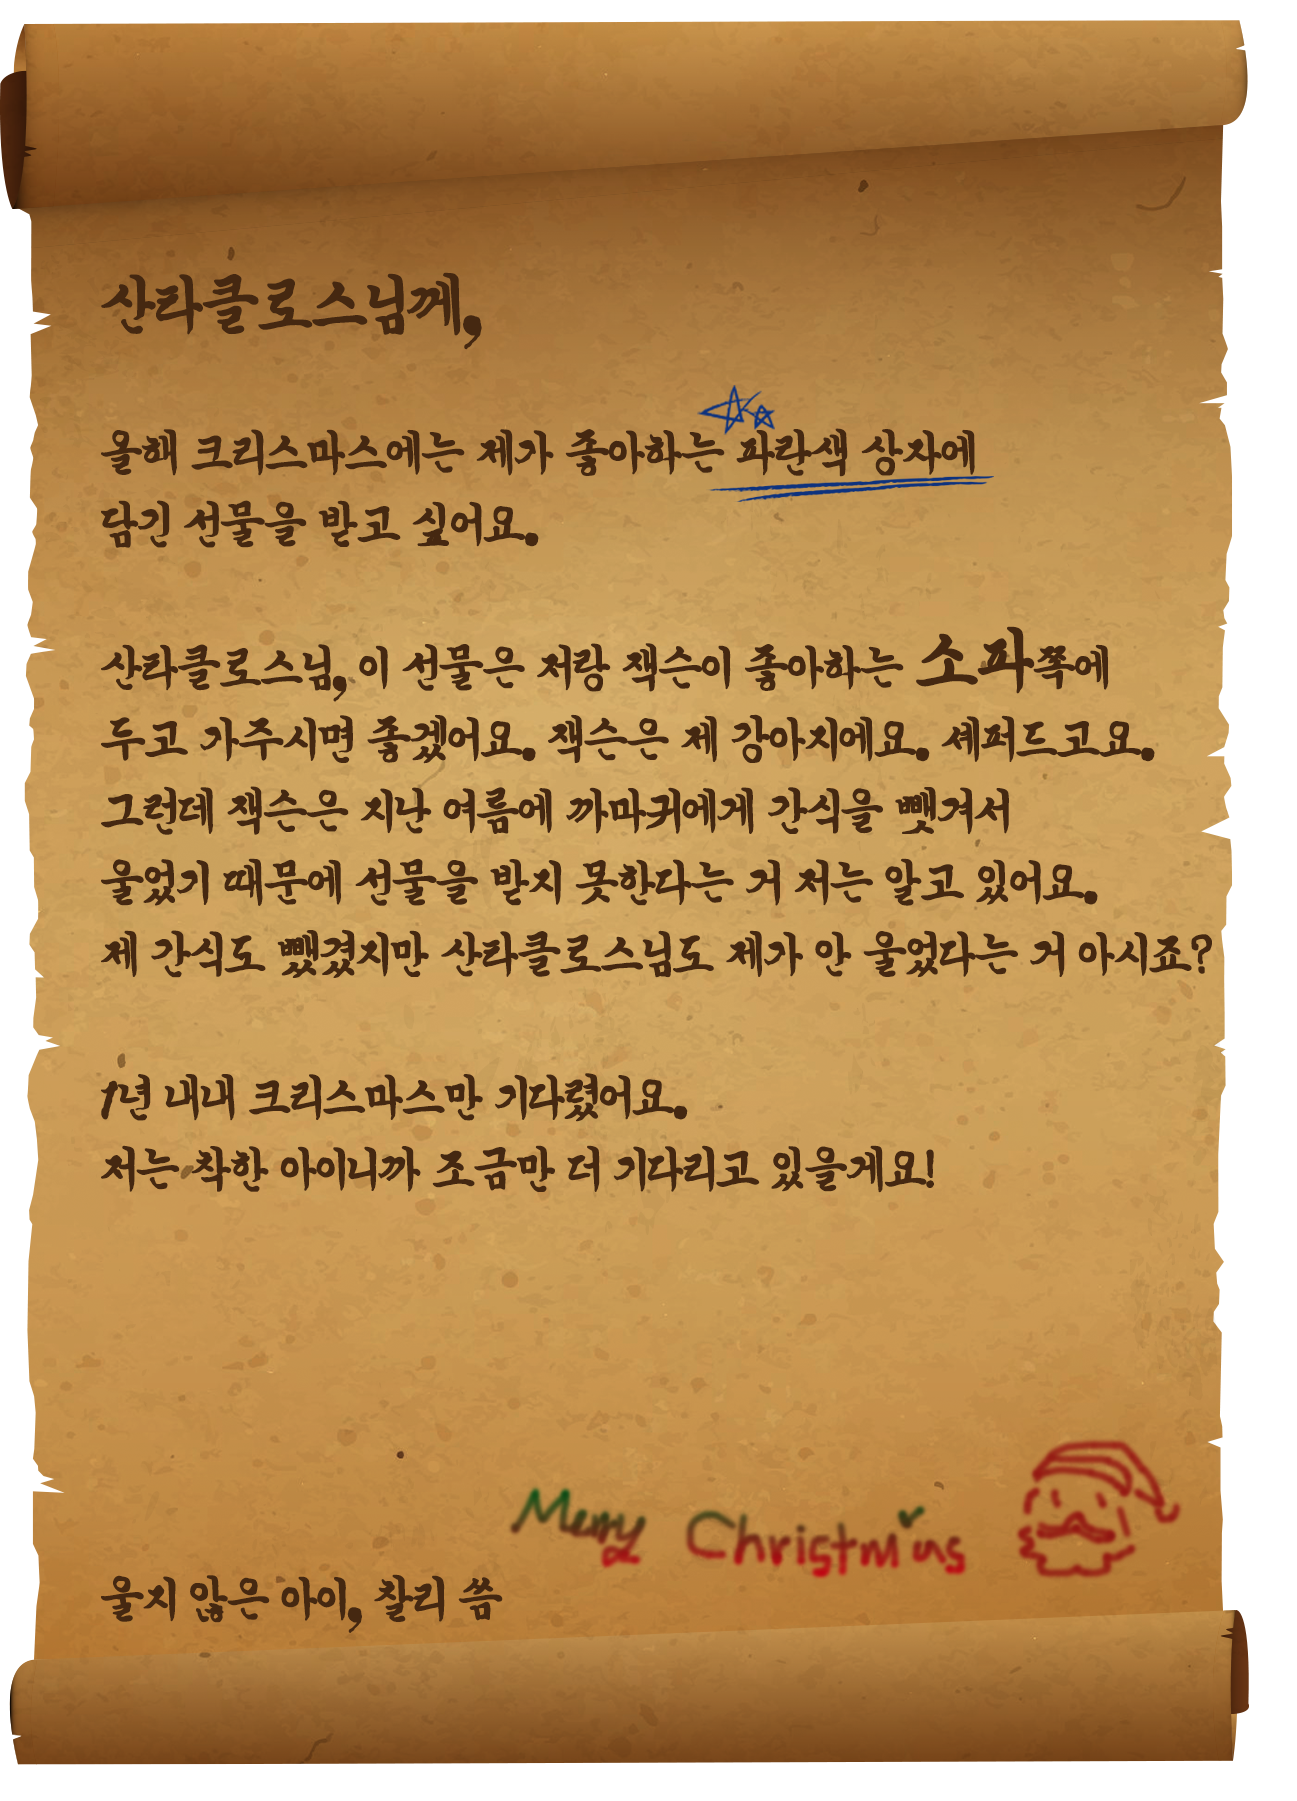 산타클로스님께,
올해 크리스마스에는 제가 좋아하는 파란색 상자에
담긴 선물을 받고 싶어요.
산타클로스님, 이 선물은 저랑 잭슨이 좋아하는 소파쪽에
두고 가주시면 좋겠어요. 잭슨은 제 강아지에요. 셰퍼드고요.
그런데 잭슨은 지난 여름에 까마귀에게 간식을 뺏겨서
울었기 때문에 선물을 받지 못한다는 거 저는 알고 있어요.
제 간식도 뺐겼지만 산타클로스님도 제가 안 울었다는 거 아시죠?
1년 내내 크리스마스만 기다렸어요.
저는 착한 아이니까 조금만 더 기다리고 있을게요!
Merry Christmas
울지 않은 아이, 찰리 씀